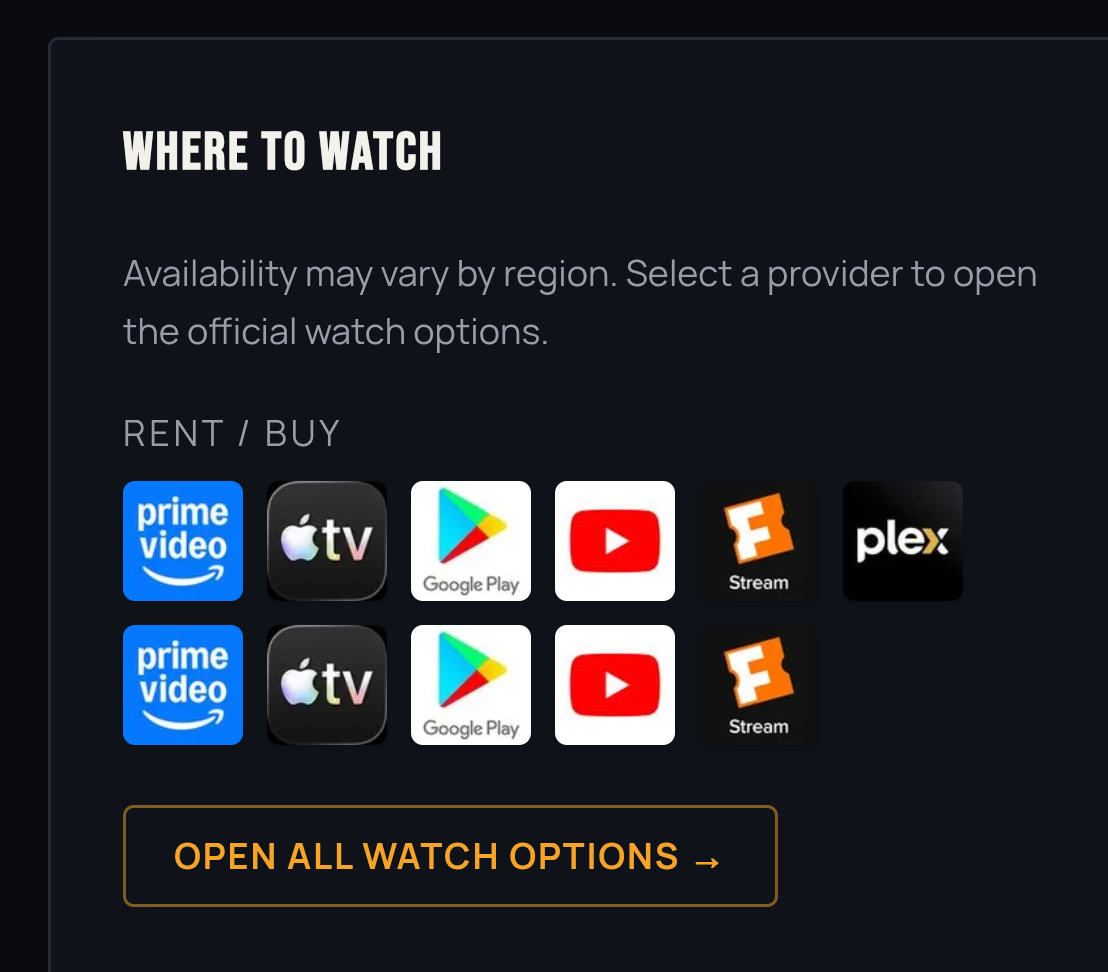 WHERE TO WATCH
Availability may vary by region. Select a provider to open
the official watch options.
RENT / BUY
prime video
tv
Google Play
F
Stream
plex
prime video
tv
Google Play
F
Stream
OPEN ALL WATCH OPTIONS →